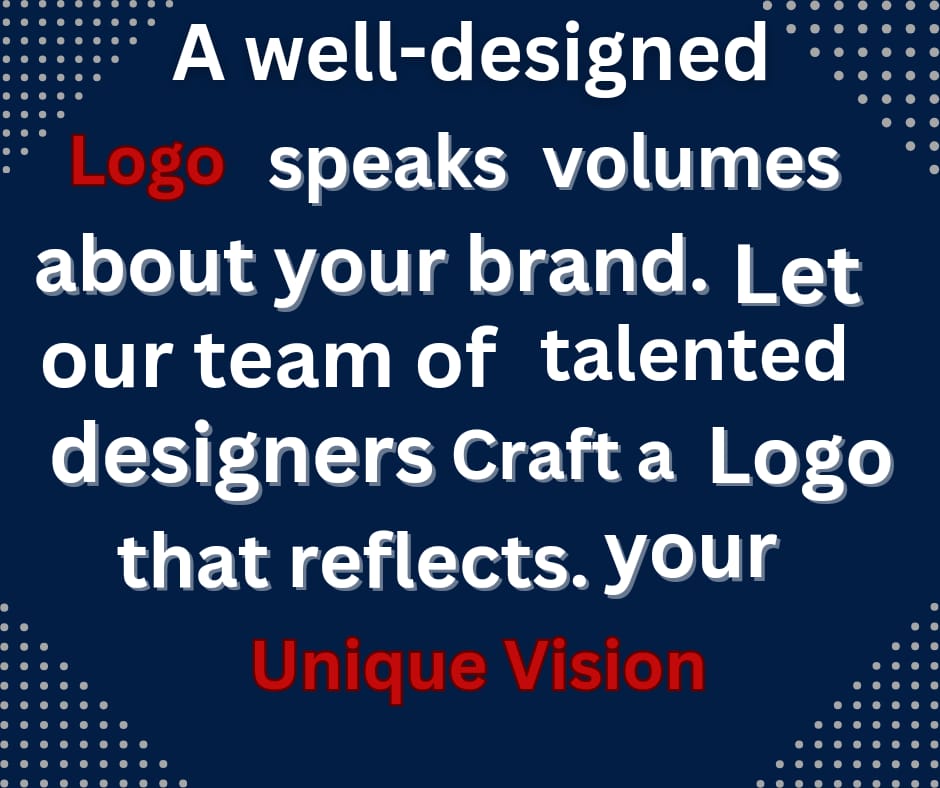 A well-designed
Logo speaks volumes
about your brand. Let
our team of talented
designers Craft a Logo
that reflects. your
Unique Vision